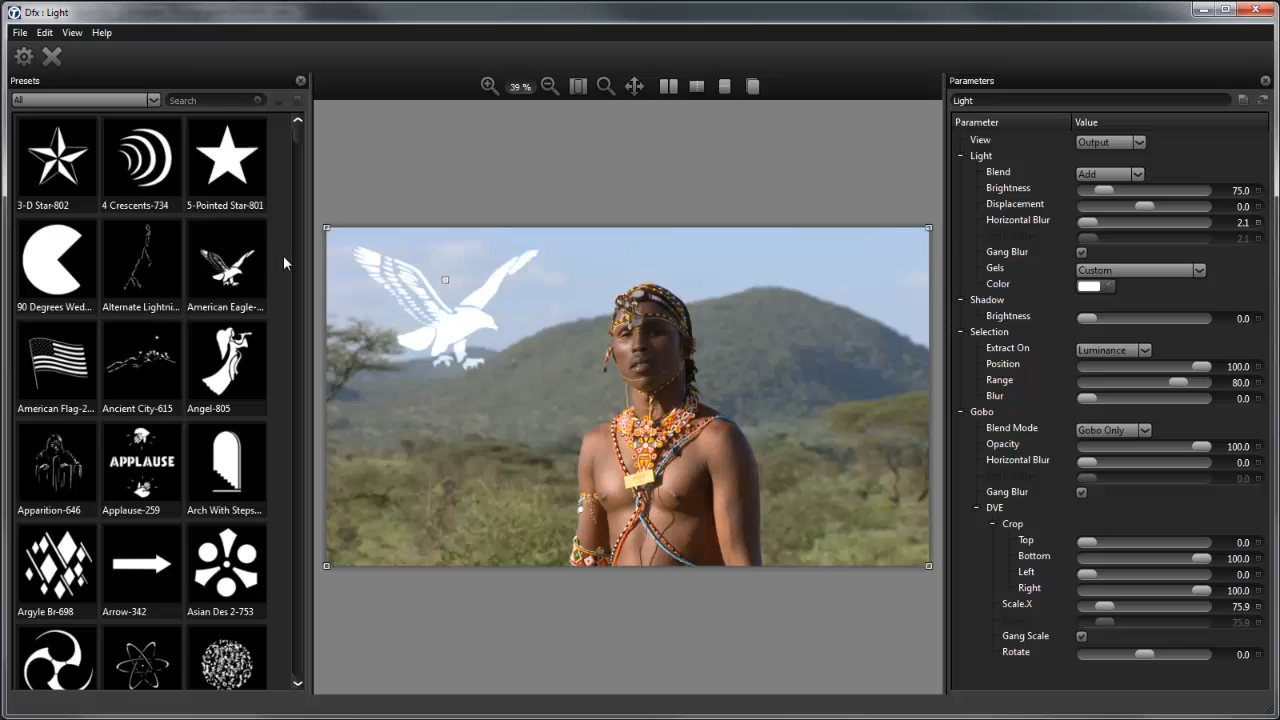 Dfx : Light
File Edit View Help
Presets
All Search
39 %
3-D Star-802 4 Crescents-734 5-Pointed Star-801
90 Degrees Wed... Alternate Lightni... American Eagle-...
American Flag-2... Ancient City-615 Angel-805
APPLAUSE
Apparition-646 Applause-259 Arch With Steps...
Argyle Br-698 Arrow-342 Asian Des 2-753
Parameters
Light
Parameter Value
View Output
Light
Blend Add
Brightness 75.0
Displacement 0.0
Horizontal Blur 2.1
2.1
Gang Blur
Gels Custom
Color
Shadow
Brightness 0.0
Selection
Extract On Luminance
Position 100.0
Range 80.0
Blur 0.0
Gobo
Blend Mode Gobo Only
Opacity 100.0
Horizontal Blur 0.0
0.0
Gang Blur
DVE
Crop
Top 0.0
Bottom 100.0
Left 0.0
Right 100.0
Scale.X 75.9
75.9
Gang Scale
Rotate 0.0